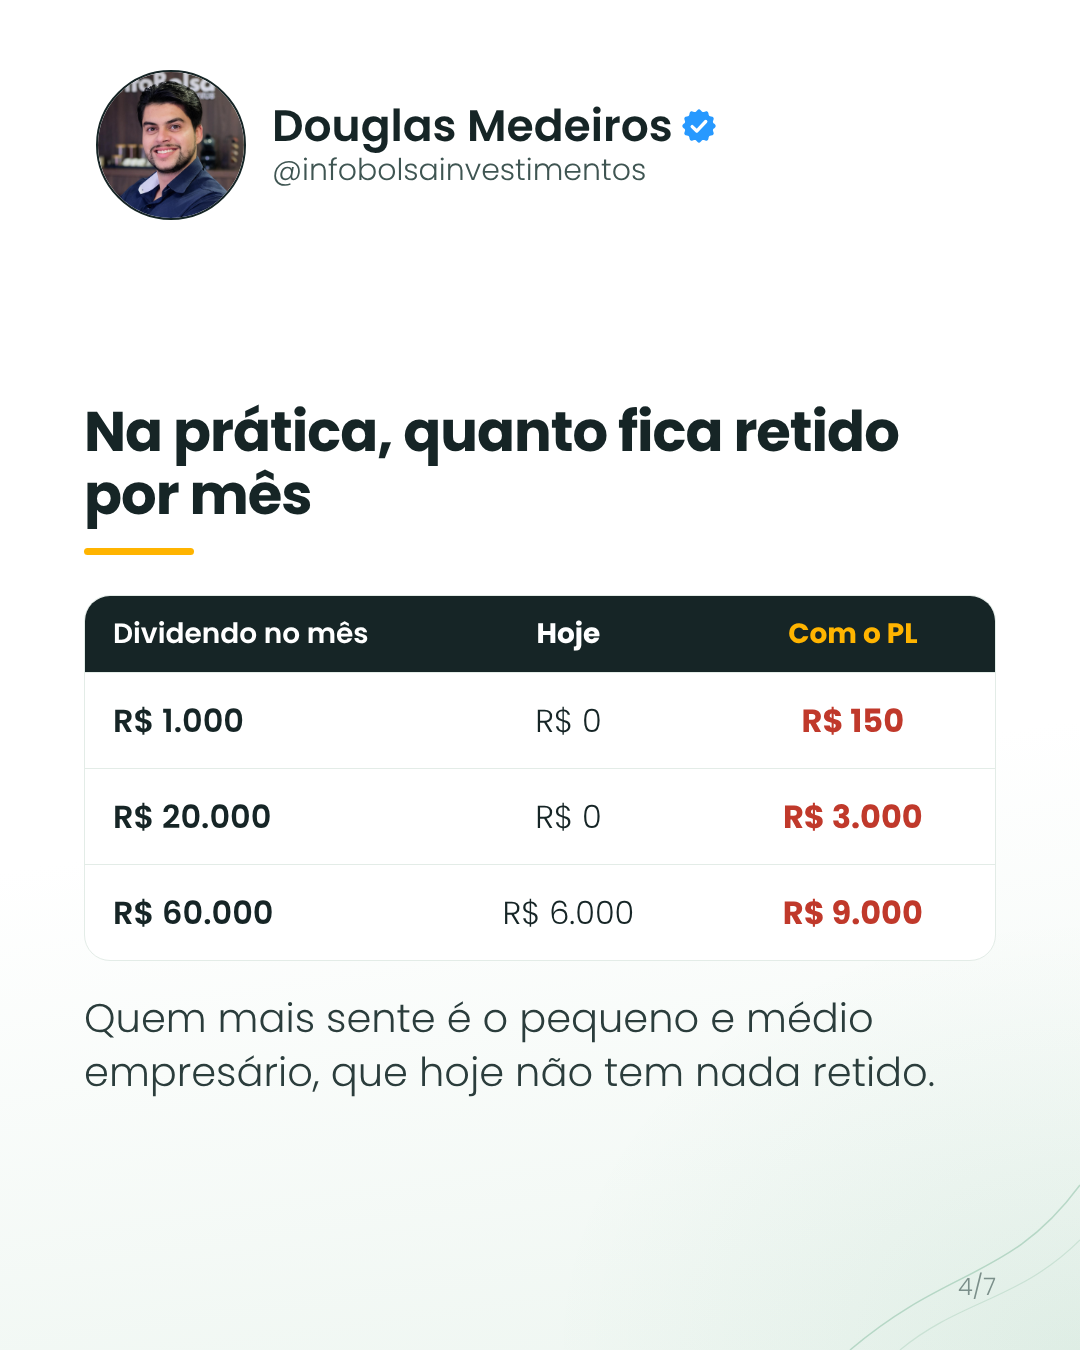 Douglas Medeiros
@infobolsainvestimentos
Na prática, quanto fica retido
por mês
Dividendo no mês Hoje Com o PL
R$ 1.000 R$ 0 R$ 150
R$ 20.000 R$ 0 R$ 3.000
R$ 60.000 R$ 6.000 R$ 9.000
Quem mais sente é o pequeno e médio
empresário, que hoje não tem nada retido.
4/7